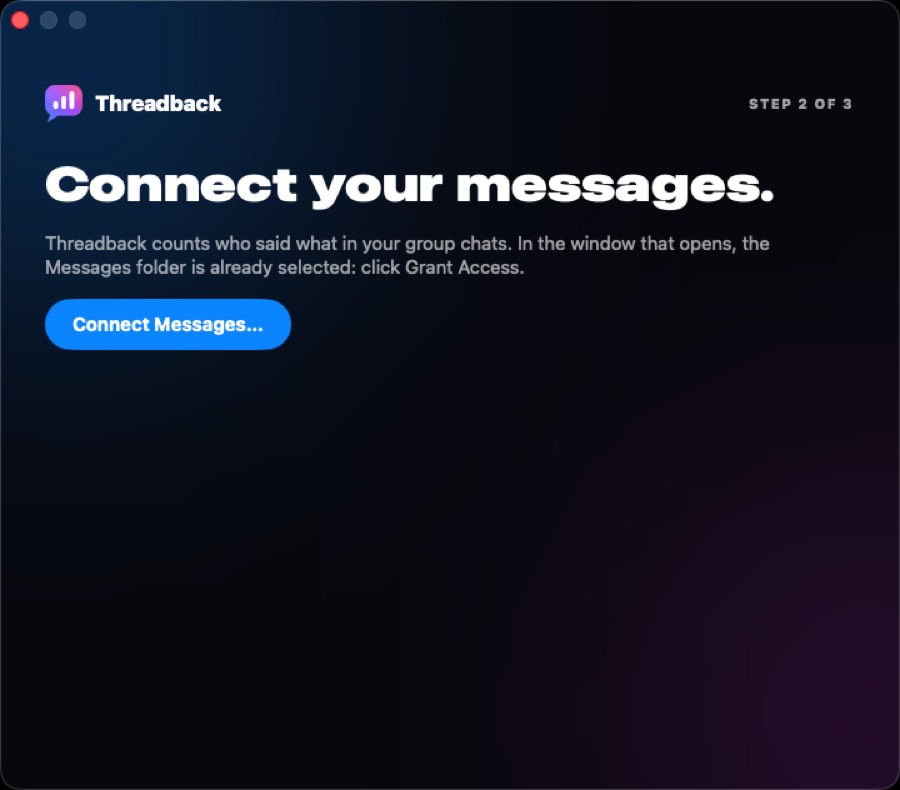 Threadback
STEP 2 OF 3
Connect your messages.
Threadback counts who said what in your group chats. In the window that opens, the
Messages folder is already selected: click Grant Access.
Connect Messages...